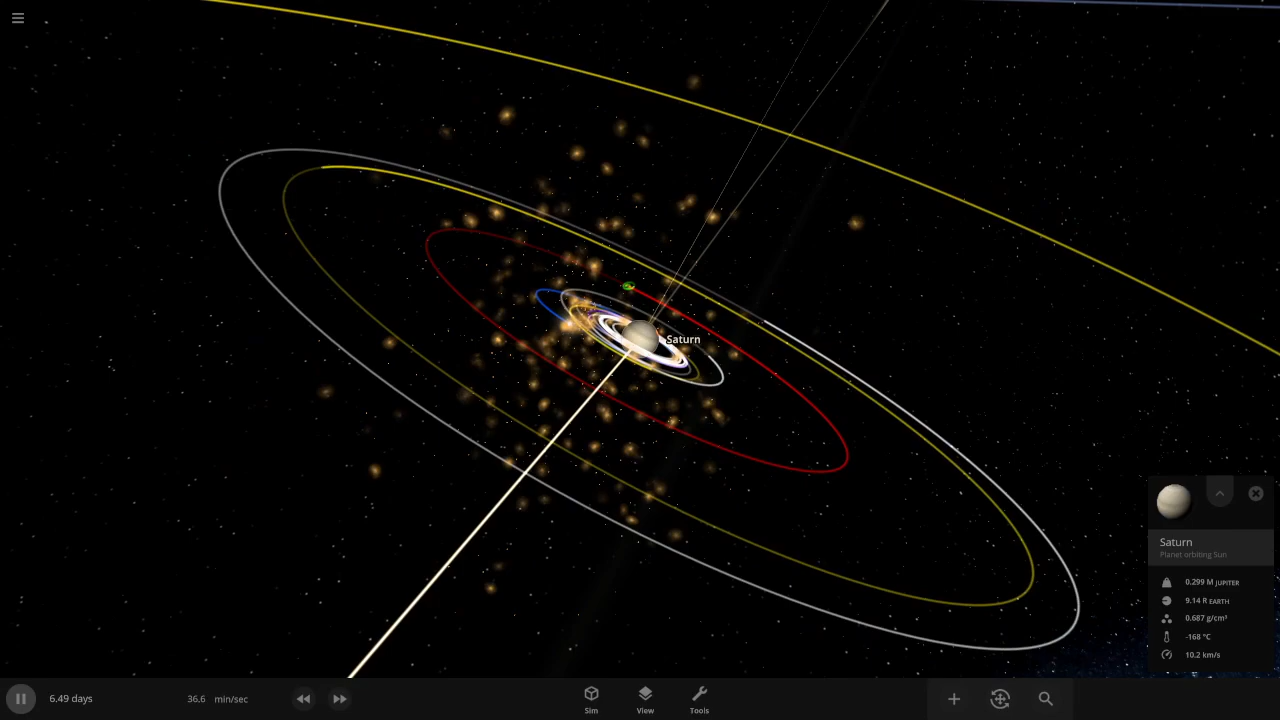 Saturn
Saturn
Planet orbiting Sun
0.299 M JUPITER
9.14 R EARTH
0.687 g/cm³
-168 °C
10.2 km/s
6.49 days
36.6 min/sec
Sim
View
Tools